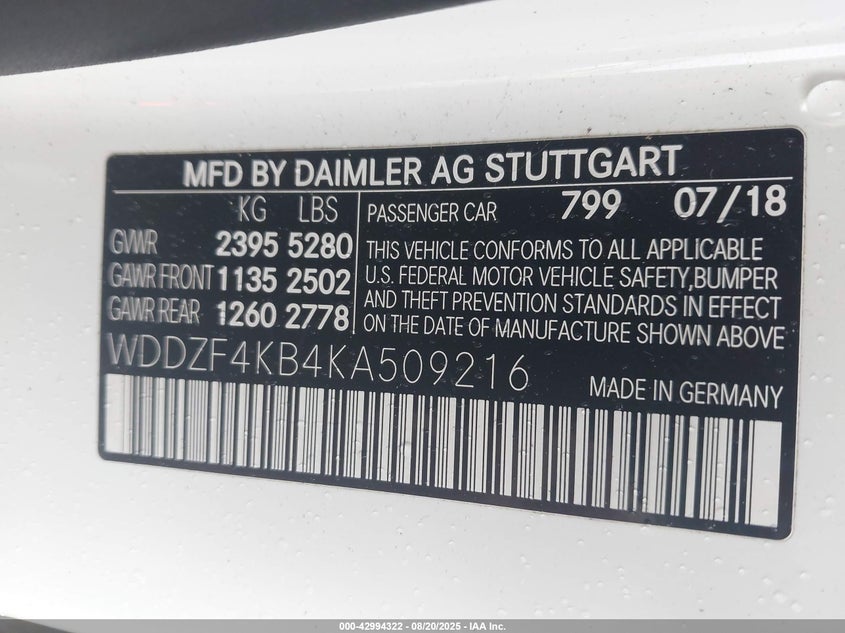 MFD BY DAIMLER AG STUTTGART
KG LBS
GVWR 2395 5280
GAWR FRONT 1135 2502
GAWR REAR 1260 2778
PASSENGER CAR 799 07/18
THIS VEHICLE CONFORMS TO ALL APPLICABLE
U.S. FEDERAL MOTOR VEHICLE SAFETY,BUMPER
AND THEFT PREVENTION STANDARDS IN EFFECT
ON THE DATE OF MANUFACTURE SHOWN ABOVE
WDDZF4KB4KA509216
MADE IN GERMANY
000-42994322 - 08/20/2025 - IAA Inc.